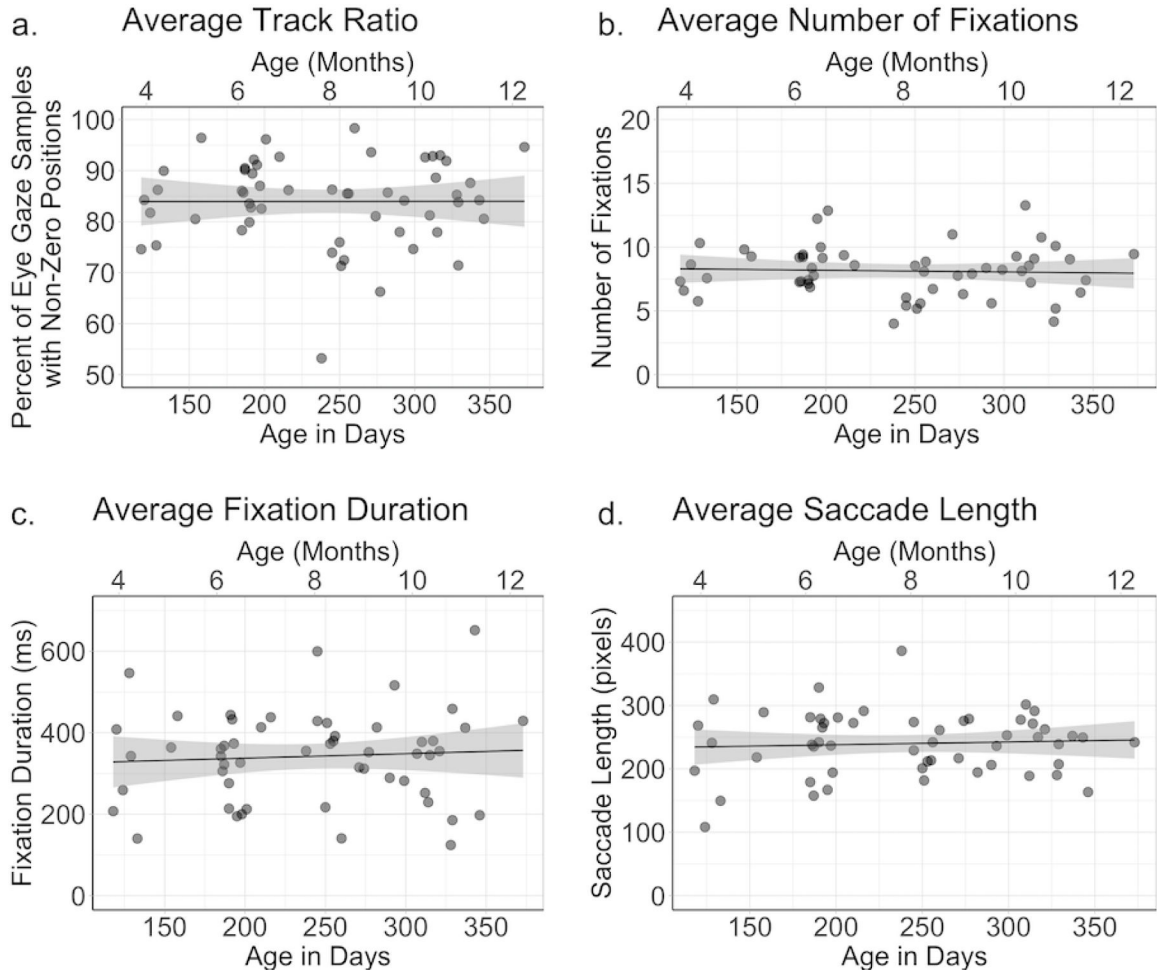 a. Average Track Ratio
Age (Months)
4 6 8 10 12
Percent of Eye Gaze Samples
with Non-Zero Positions
100
90
80
70
60
50
150 200 250 300 350
Age in Days
b. Average Number of Fixations
Age (Months)
4 6 8 10 12
Number of Fixations
20
15
10
5
0
150 200 250 300 350
Age in Days
c. Average Fixation Duration
Age (Months)
4 6 8 10 12
Fixation Duration (ms)
600
400
200
0
150 200 250 300 350
Age in Days
d. Average Saccade Length
Age (Months)
4 6 8 10 12
Saccade Length (pixels)
400
300
200
100
0
150 200 250 300 350
Age in Days